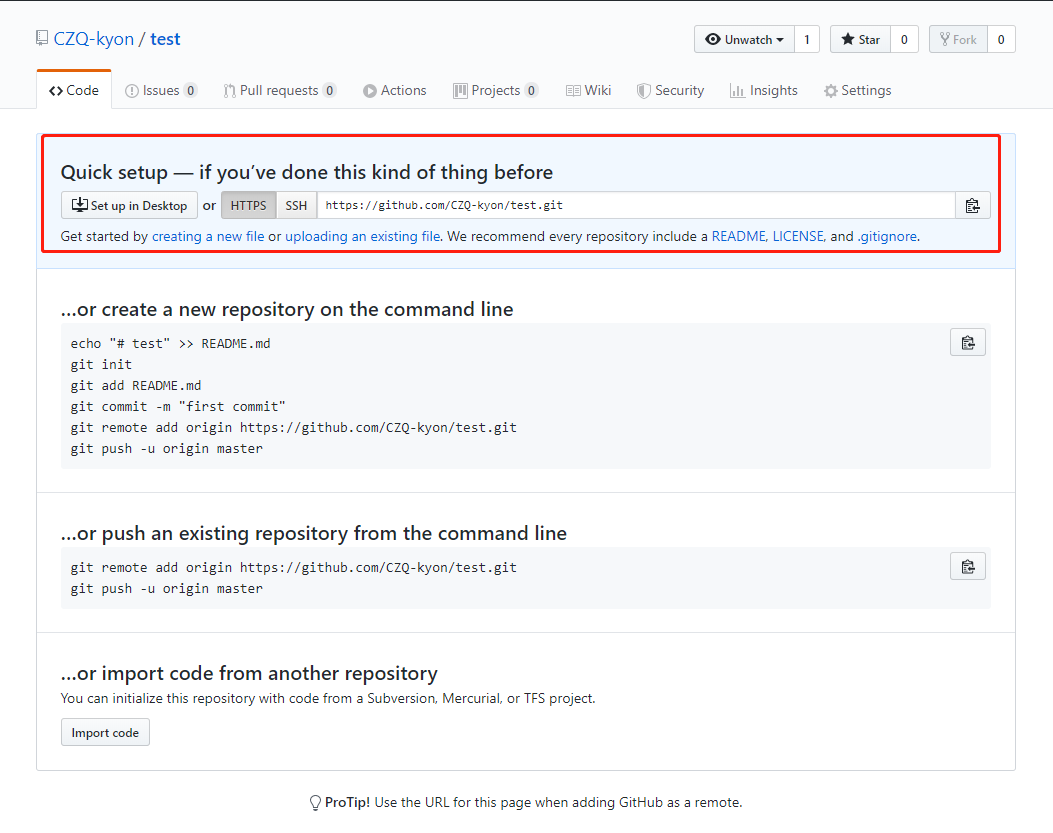 CZQ-kyon / test
Unwatch 1 Star 0 Fork 0
Code Issues 0 Pull requests 0 Actions Projects 0 Wiki Security Insights Settings
Quick setup — if you’ve done this kind of thing before
Set up in Desktop or HTTPS SSH https://github.com/CZQ-kyon/test.git
Get started by creating a new file or uploading an existing file. We recommend every repository include a README, LICENSE, and .gitignore.
…or create a new repository on the command line
echo "# test" >> README.md
git init
git add README.md
git commit -m "first commit"
git remote add origin https://github.com/CZQ-kyon/test.git
git push -u origin master
…or push an existing repository from the command line
git remote add origin https://github.com/CZQ-kyon/test.git
git push -u origin master
…or import code from another repository
You can initialize this repository with code from a Subversion, Mercurial, or TFS project.
Import code
ProTip! Use the URL for this page when adding GitHub as a remote.